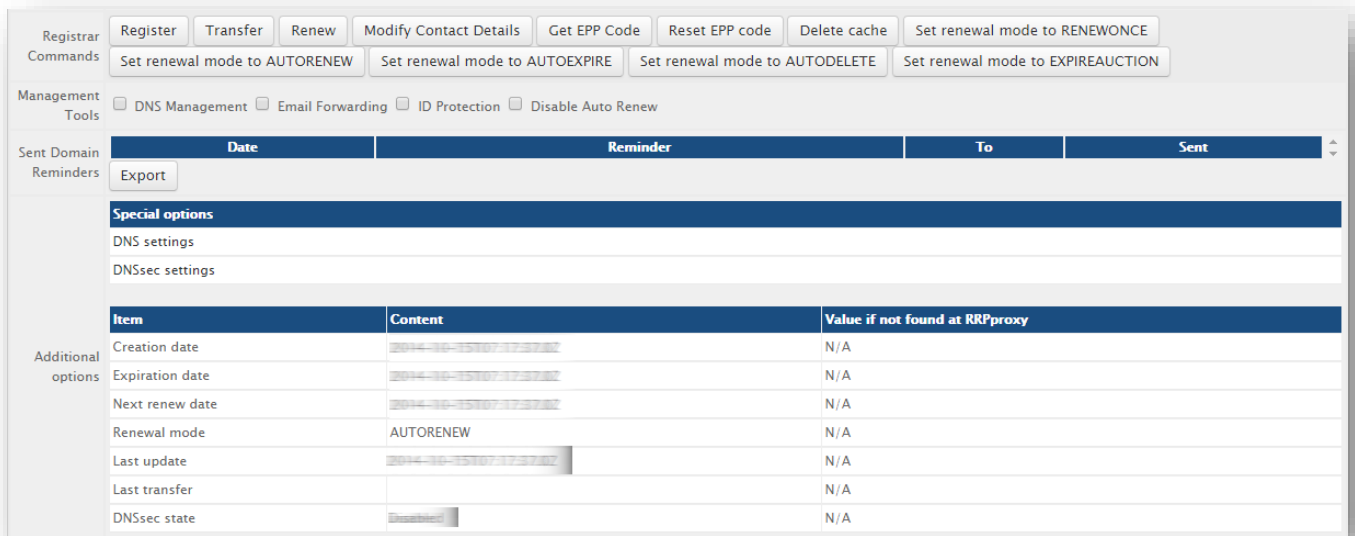 Registrar Commands
Register Transfer Renew Modify Contact Details Get EPP Code Reset EPP code Delete cache Set renewal mode to RENEWONCE
Set renewal mode to AUTORENEW Set renewal mode to AUTOEXPIRE Set renewal mode to AUTODELETE Set renewal mode to EXPIREAUCTION
Management Tools
DNS Management Email Forwarding ID Protection Disable Auto Renew
Sent Domain Reminders
Date Reminder To Sent
Export
Additional options
Special options
DNS settings
DNSsec settings
Item Content Value if not found at RRPproxy
Creation date N/A
Expiration date N/A
Next renew date N/A
Renewal mode AUTORENEW N/A
Last update N/A
Last transfer N/A
DNSsec state N/A